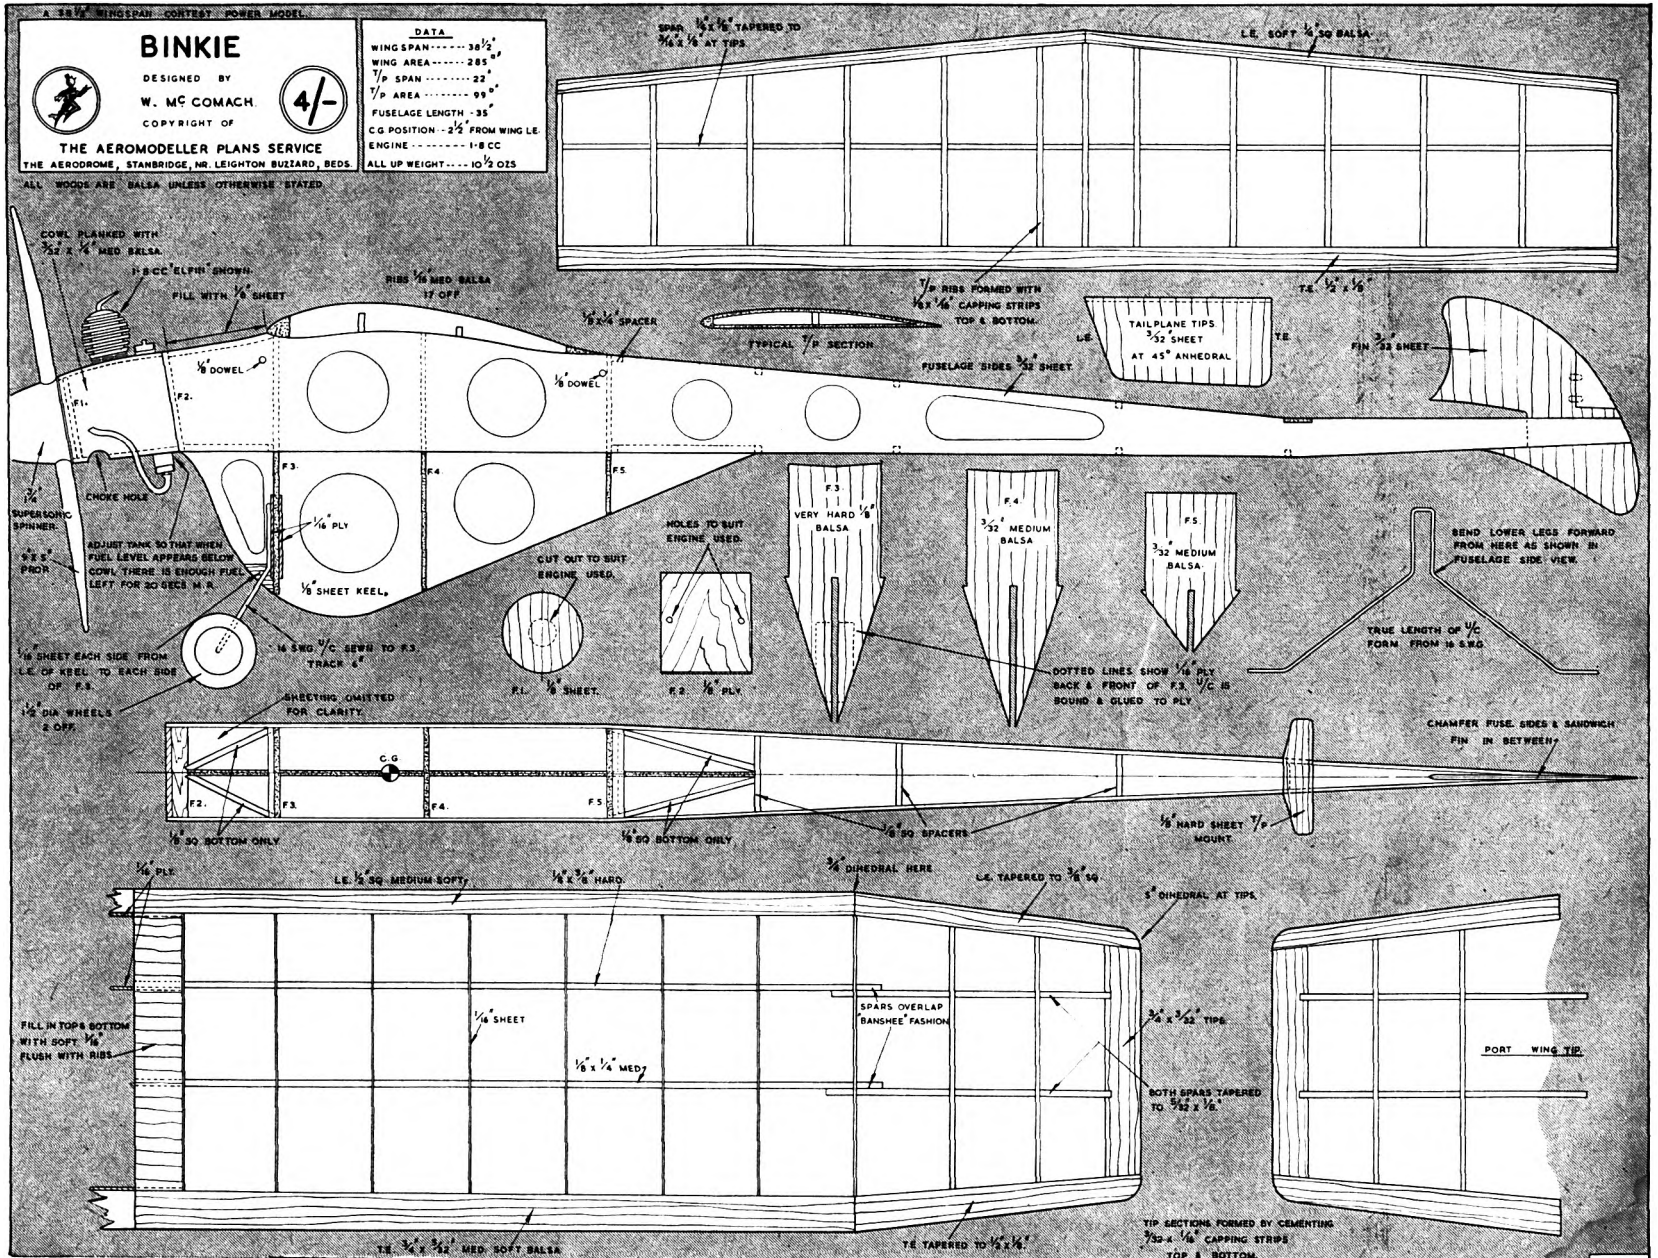 A 38½" WINGSPAN CONTEST POWER MODEL.
BINKIE
DESIGNED BY
W. Mc COMACH.
COPYRIGHT OF
4/-
THE AEROMODELLER PLANS SERVICE
THE AERODROME, STANBRIDGE, NR. LEIGHTON BUZZARD, BEDS.
ALL WOODS ARE BALSA UNLESS OTHERWISE STATED
DATA
WING SPAN ------ 38½"
WING AREA ------ 285 □"
T/P SPAN -------- 22"
T/P AREA -------- 99 □"
FUSELAGE LENGTH - 35"
C.G. POSITION -- 2½" FROM WING L.E.
ENGINE --------- 1·8 CC
ALL UP WEIGHT ---- 10½ OZS
SPAR TAPERED TO
3/16" X 1/8" AT TIPS
L.E. SOFT ¼" SQ BALSA.
T/P RIBS FORMED WITH
1/8 X 1/16" CAPPING STRIPS
TOP & BOTTOM.
T.E. ½" X 1/8"
COWL PLANKED WITH
3/32" X ¼" MED BALSA.
1·8 CC "ELFIN" SHOWN.
FILL WITH 1/8" SHEET
RIBS 1/16" MED BALSA
17 OFF
1/8" X ¼" SPACER
TYPICAL T/P SECTION
L.E.
TAILPLANE TIPS.
3/32" SHEET
AT 45° ANHEDRAL
T.E.
FIN 3/32" SHEET
1/8" DOWEL
1/8" DOWEL
FUSELAGE SIDES 3/32" SHEET.
F.1.
F.2.
F.3.
F.4.
F.5.
1¾"
SUPERSONIC
SPINNER.
CHOKE HOLE
9" X 5"
PROP.
ADJUST TANK SO THAT WHEN
FUEL LEVEL APPEARS BELOW
COWL THERE IS ENOUGH FUEL
LEFT FOR 20 SECS M.R.
1/16" PLY
1/8" SHEET KEEL.
1/16" SHEET EACH SIDE FROM
L.E. OF KEEL TO EACH SIDE
OF F.3.
1½" DIA WHEELS
2 OFF.
16 SWG. U/C SEWN TO F.3.
TRACK 6"
CUT OUT TO SUIT
ENGINE USED.
F.1. 1/8" SHEET.
HOLES TO SUIT
ENGINE USED.
F.2. 1/8" PLY
F.3.
VERY HARD 1/8"
BALSA
F.4.
3/32" MEDIUM
BALSA
F.5.
3/32" MEDIUM
BALSA.
DOTTED LINES SHOW 1/16" PLY
BACK & FRONT OF F.3. U/C IS
BOUND & GLUED TO PLY
BEND LOWER LEGS FORWARD
FROM HERE AS SHOWN IN
FUSELAGE SIDE VIEW.
TRUE LENGTH OF U/C
FORM FROM 16 S.W.G.
SHEETING OMITTED
FOR CLARITY.
C.G
F.2.
F.3.
F.4.
F.5
1/8" SQ BOTTOM ONLY
1/8" SQ BOTTOM ONLY
1/8" SQ SPACERS
1/8" HARD SHEET T/P
MOUNT.
CHAMFER FUSE. SIDES & SANDWICH
FIN IN BETWEEN.
1/16" PLY.
L.E. ½" SQ MEDIUM SOFT.
1/8" X 3/8" HARD.
¾" DIHEDRAL HERE
L.E. TAPERED TO 3/8" SQ
5" DIHEDRAL AT TIPS.
SPARS OVERLAP
"BANSHEE" FASHION
1/16" SHEET
1/8" X ¼" MED.
FILL IN TOP & BOTTOM
WITH SOFT 1/16"
FLUSH WITH RIBS.
¾" X 3/32" TIPS.
BOTH SPARS TAPERED
TO 5/32" X 1/8".
PORT WING TIP.
T.E. ¾" X 5/32" MED. SOFT BALSA
T.E TAPERED TO ½" X 1/8".
TIP SECTIONS FORMED BY CEMENTING
3/32 X 1/16" CAPPING STRIPS
TOP & BOTTOM.